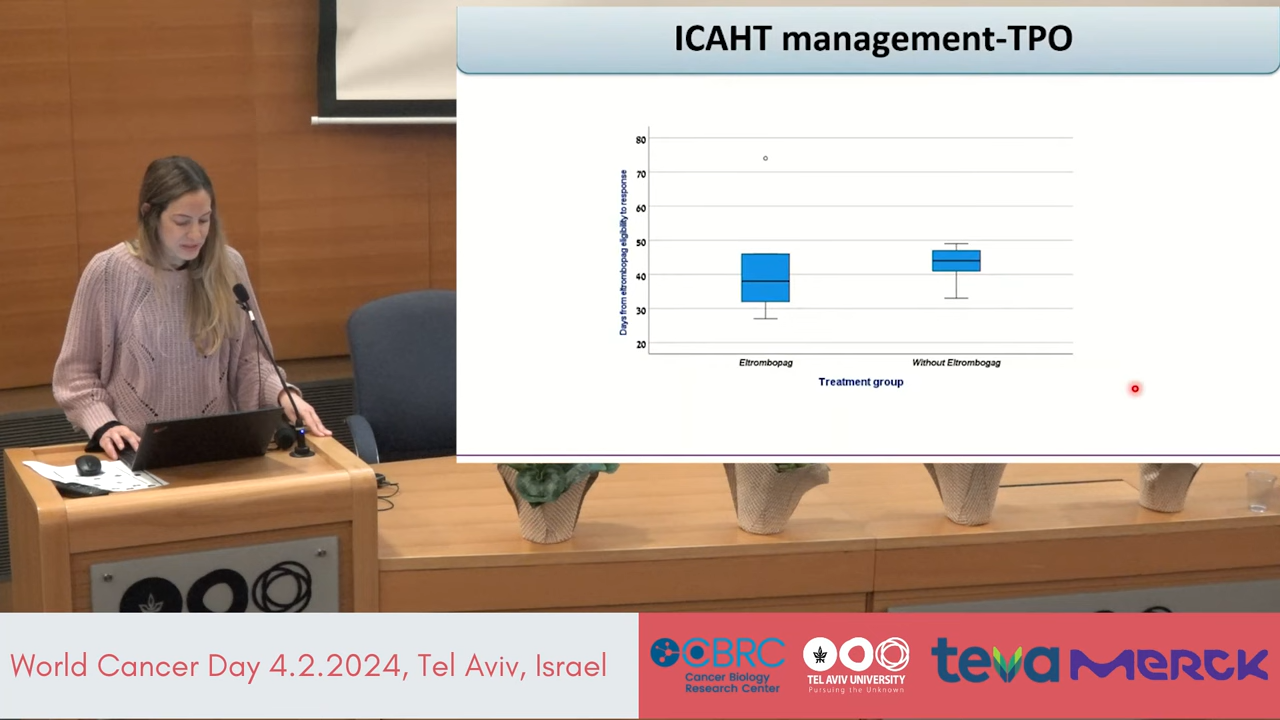 ICAHT management-TPO
80
70
60
50
40
30
20
Days from eltrombopag eligibility to response
Eltrombopag
Without Eltrombogag
Treatment group
World Cancer Day 4.2.2024, Tel Aviv, Israel
CBRC
Cancer Biology
Research Center
TEL AVIV UNIVERSITY
Pursuing the Unknown
teva
MERCK